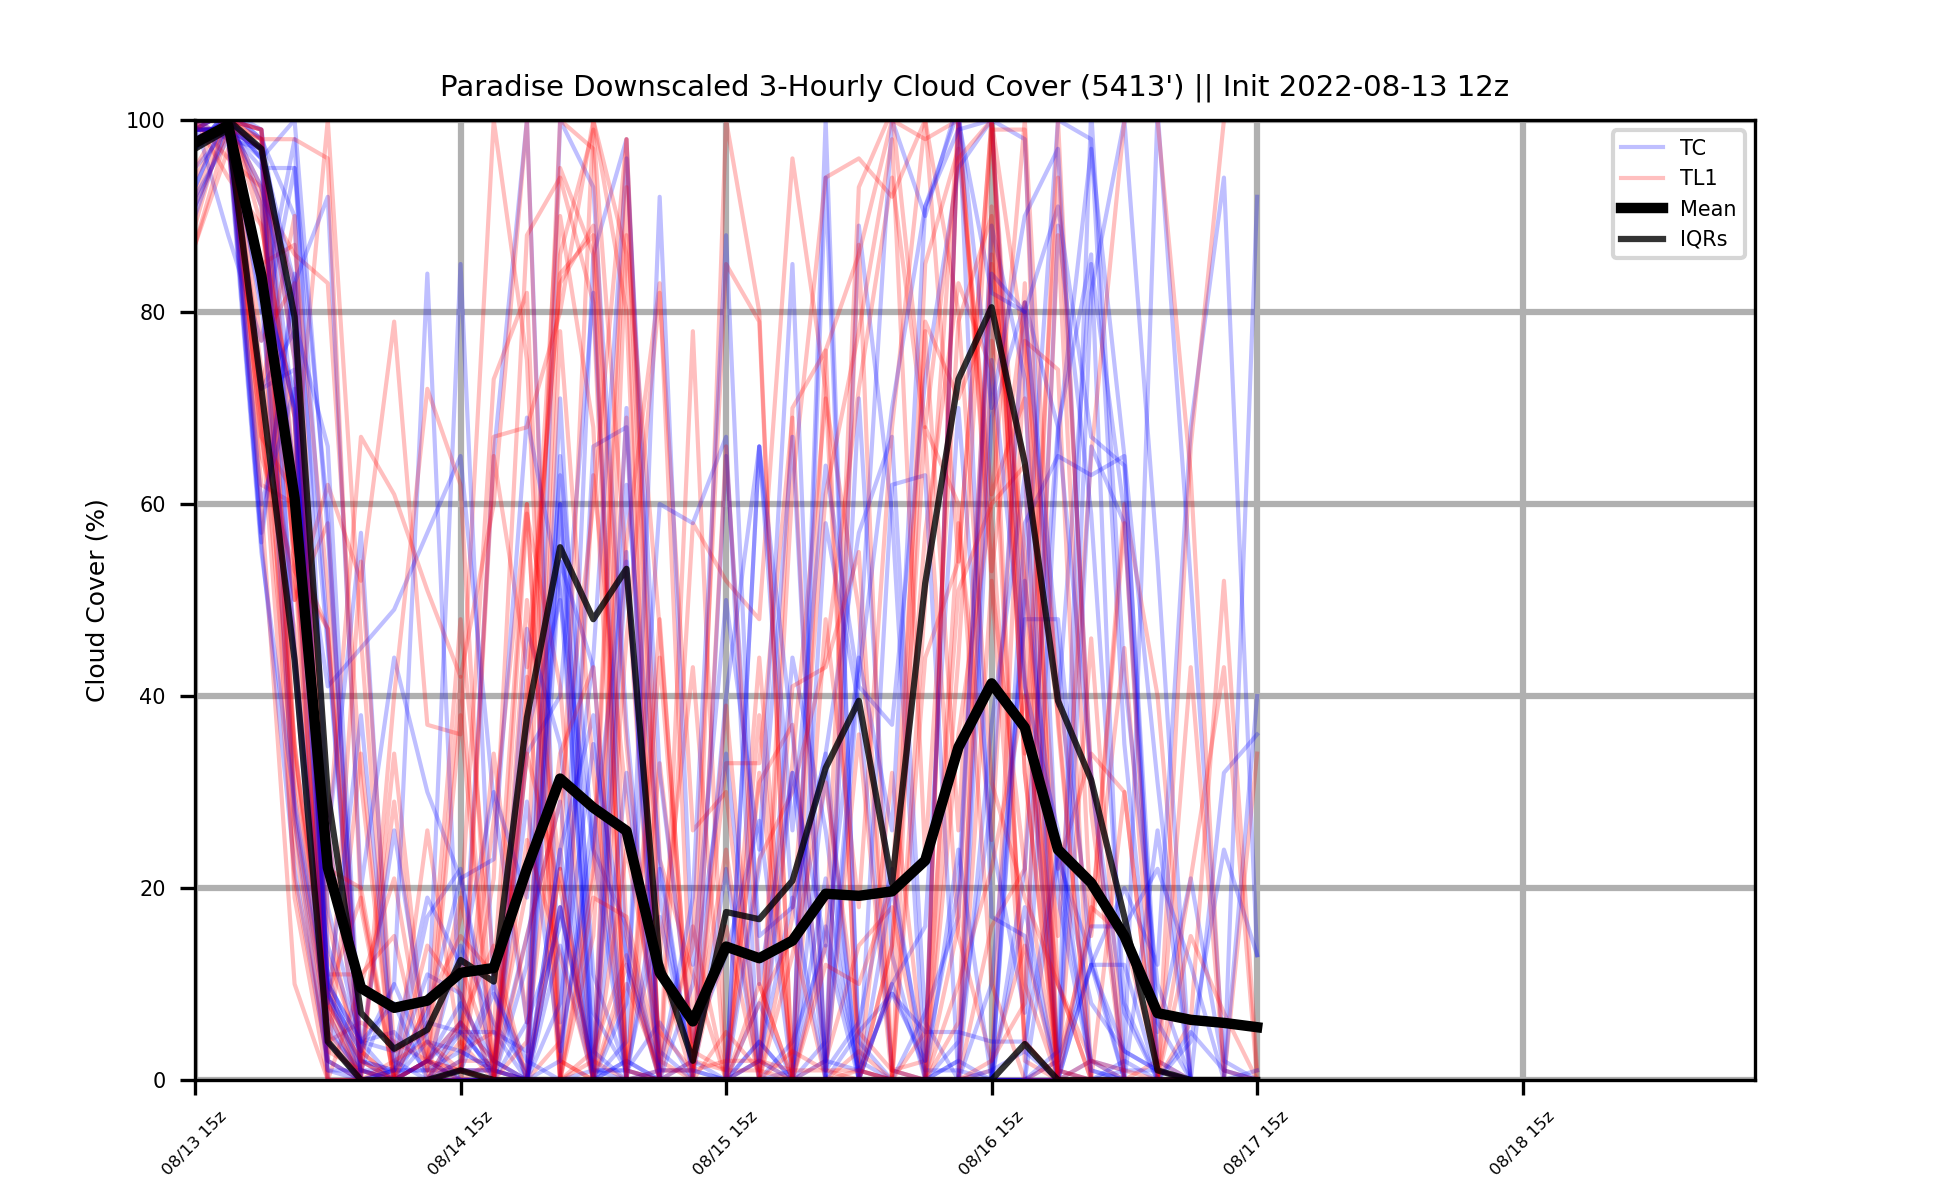 Paradise Downscaled 3-Hourly Cloud Cover (5413') || Init 2022-08-13 12z
100
80
60
40
20
0
Cloud Cover (%)
TC
TL1
Mean
IQRs
08/13 15z
08/14 15z
08/15 15z
08/16 15z
08/17 15z
08/18 15z